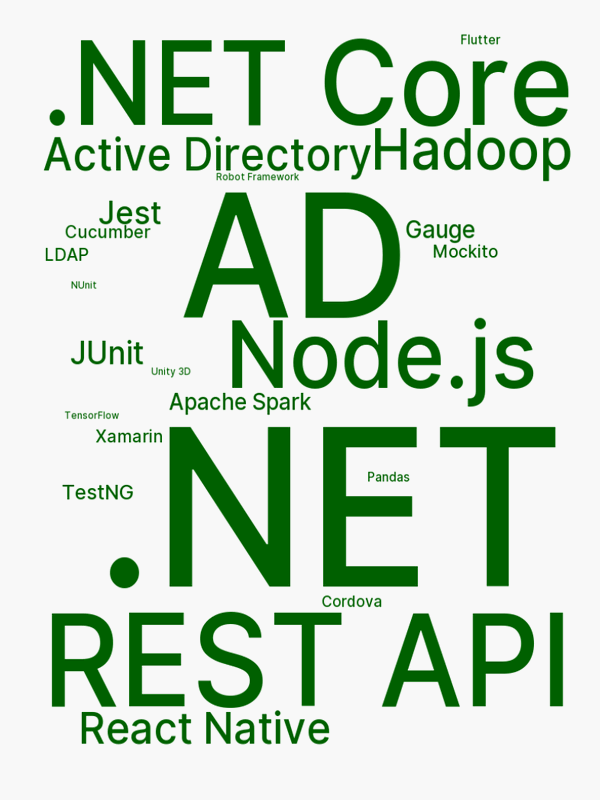 Flutter
.NET Core
Active Directory
Hadoop
Robot Framework
Jest
Cucumber
AD
Gauge
LDAP
Mockito
NUnit
Node.js
JUnit
Unity 3D
Apache Spark
TensorFlow
Xamarin
.NET
Pandas
TestNG
Cordova
REST API
React Native